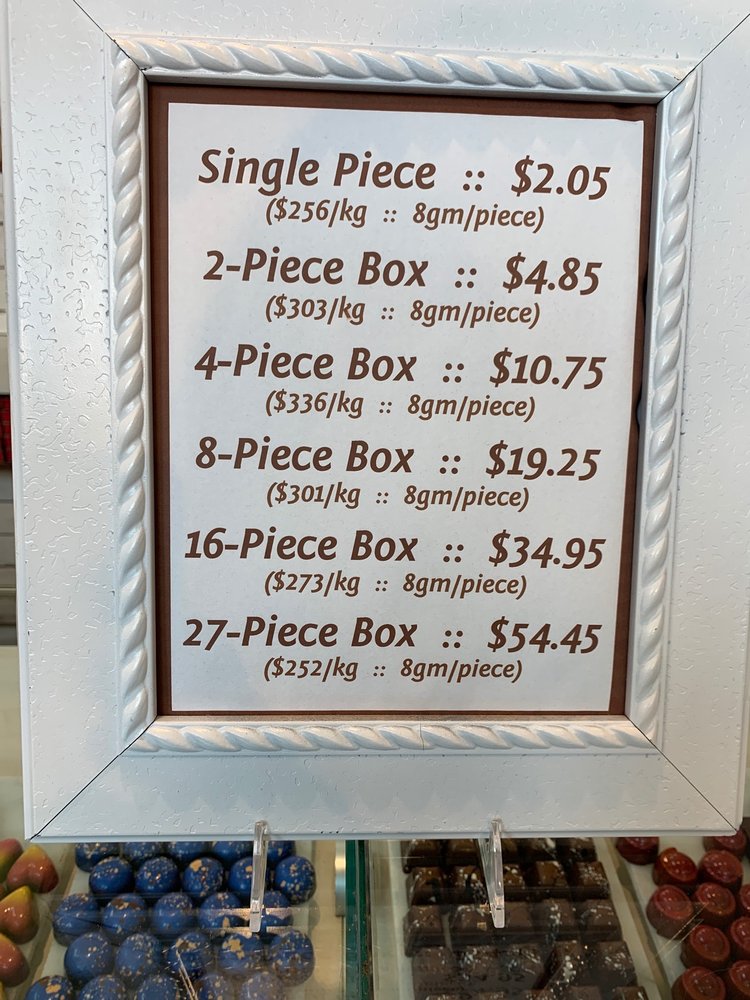 Single Piece :: $2.05
($256/kg :: 8gm/piece)
2-Piece Box :: $4.85
($303/kg :: 8gm/piece)
4-Piece Box :: $10.75
($336/kg :: 8gm/piece)
8-Piece Box :: $19.25
($301/kg :: 8gm/piece)
16-Piece Box :: $34.95
($273/kg :: 8gm/piece)
27-Piece Box :: $54.45
($252/kg :: 8gm/piece)